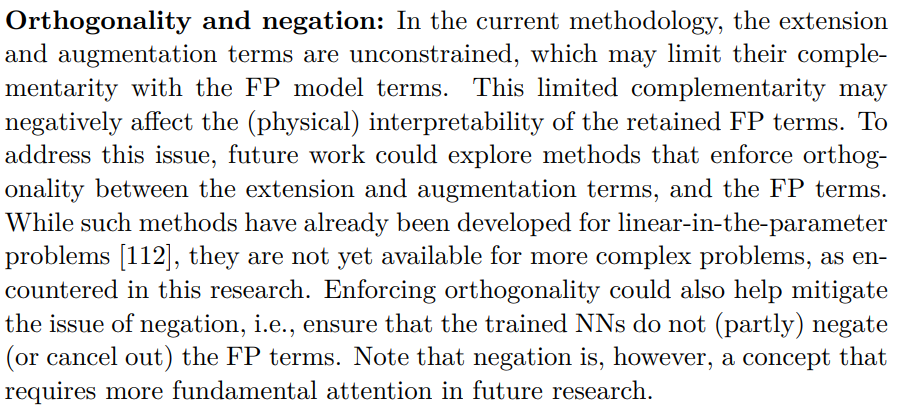 Orthogonality and negation: In the current methodology, the extension
and augmentation terms are unconstrained, which may limit their comple-
mentarity with the FP model terms. This limited complementarity may
negatively affect the (physical) interpretability of the retained FP terms. To
address this issue, future work could explore methods that enforce orthog-
onality between the extension and augmentation terms, and the FP terms.
While such methods have already been developed for linear-in-the-parameter
problems [112], they are not yet available for more complex problems, as en-
countered in this research. Enforcing orthogonality could also help mitigate
the issue of negation, i.e., ensure that the trained NNs do not (partly) negate
(or cancel out) the FP terms. Note that negation is, however, a concept that
requires more fundamental attention in future research.